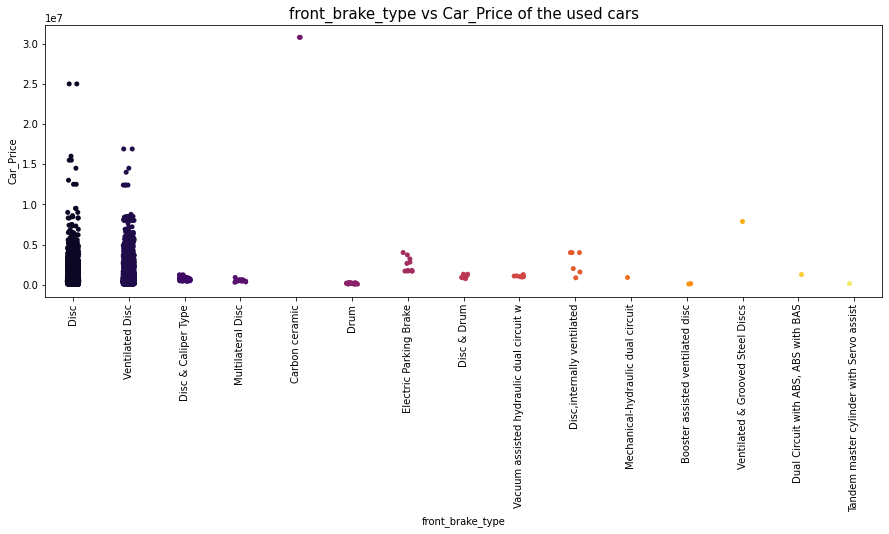 front_brake_type vs Car_Price of the used cars
1e7
Car_Price
3.0
2.5
2.0
1.5
1.0
0.5
0.0
Disc
Ventilated Disc
Disc & Caliper Type
Multilateral Disc
Carbon ceramic
Drum
Electric Parking Brake
Disc & Drum
Vacuum assisted hydraulic dual circuit w
Disc,internally ventilated
Mechanical-hydraulic dual circuit
Booster assisted ventilated disc
Ventilated & Grooved Steel Discs
Dual Circuit with ABS, ABS with BAS
Tandem master cylinder with Servo assist
front_brake_type